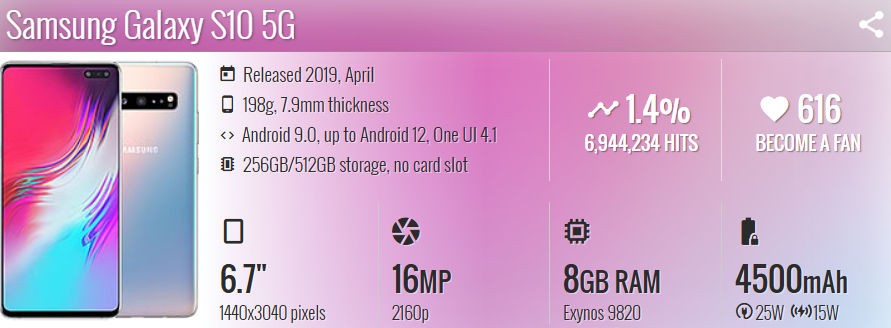 Samsung Galaxy S10 5G
Released 2019, April
198g, 7.9mm thickness
Android 9.0, up to Android 12, One UI 4.1
256GB/512GB storage, no card slot
1.4%
6,944,234 HITS
616
BECOME A FAN
SAMSUNG
6.7"
1440x3040 pixels
16MP
2160p
8GB RAM
Exynos 9820
4500mAh
25W 15W